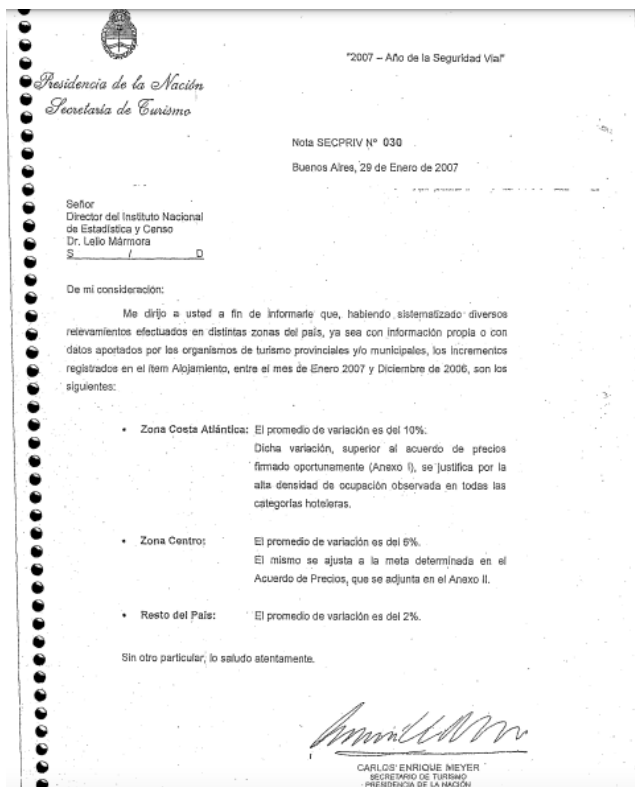 "2007 – Año de la Seguridad Vial"
Presidencia de la Nación
Secretaría de Turismo
Nota SECPRIV Nº 030
Buenos Aires, 29 de Enero de 2007
Señor
Director del Instituto Nacional
de Estadística y Censo
Dr. Lelio Mármora
S / D
De mi consideración:
Me dirijo a usted a fin de informarle que, habiendo sistematizado diversos
relevamientos efectuados en distintas zonas del país, ya sea con información propia o con
datos aportados por los organismos de turismo provinciales y/o municipales, los incrementos
registrados en el ítem Alojamiento, entre el mes de Enero 2007 y Diciembre de 2006, son los
siguientes:
• Zona Costa Atlántica: El promedio de variación es del 10%.
Dicha variación, superior al acuerdo de precios
firmado oportunamente (Anexo I), se justifica por la
alta densidad de ocupación observada en todas las
categorías hoteleras.
• Zona Centro: El promedio de variación es del 6%.
El mismo se ajusta a la meta determinada en el
Acuerdo de Precios, que se adjunta en el Anexo II.
• Resto del País: El promedio de variación es del 2%.
Sin otro particular, lo saludo atentamente.
CARLOS ENRIQUE MEYER
SECRETARIO DE TURISMO
PRESIDENCIA DE LA NACIÓN